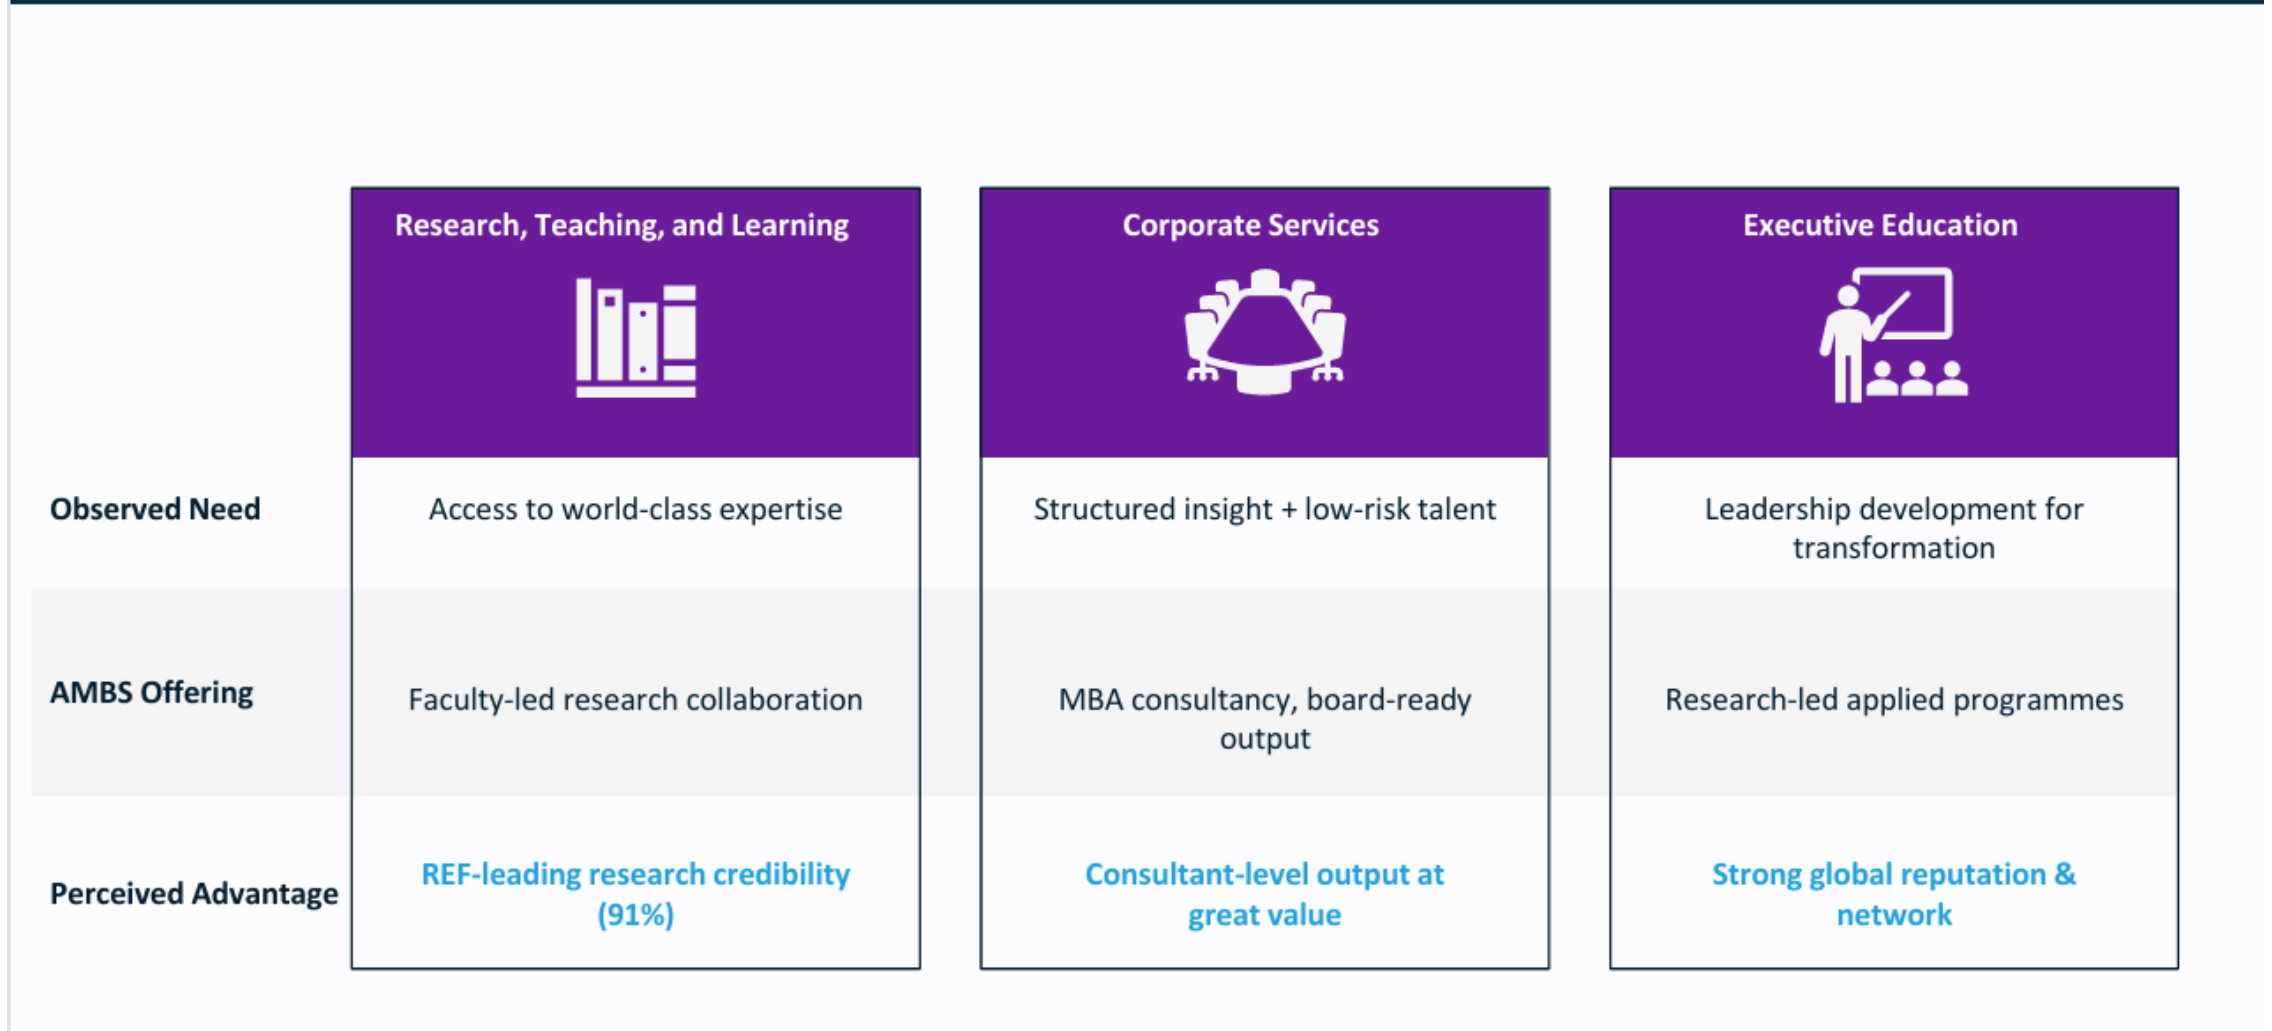 Research, Teaching, and Learning
Corporate Services
Executive Education
Observed Need
Access to world-class expertise
Structured insight + low-risk talent
Leadership development for
transformation
AMBS Offering
Faculty-led research collaboration
MBA consultancy, board-ready
output
Research-led applied programmes
Perceived Advantage
REF-leading research credibility
(91%)
Consultant-level output at
great value
Strong global reputation &
network